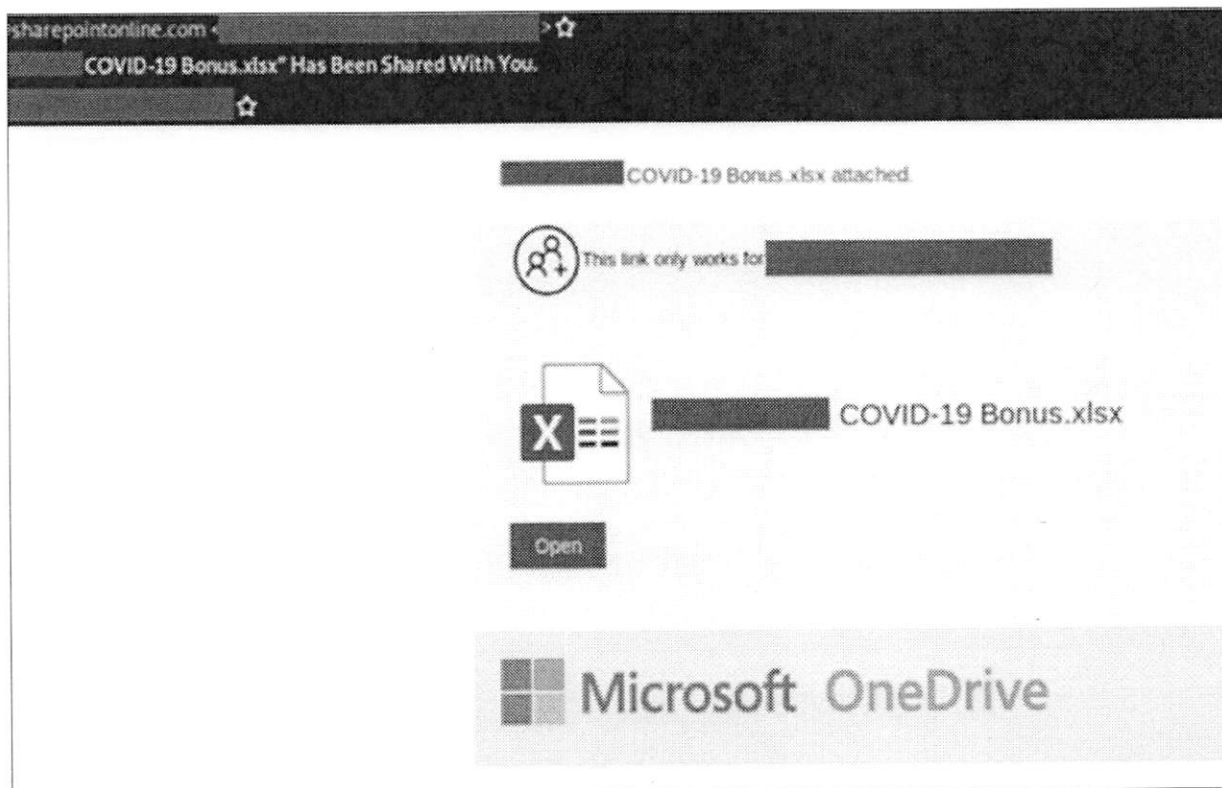 sharepointonline.com <                    >
COVID-19 Bonus.xlsx" Has Been Shared With You.
COVID-19 Bonus.xlsx attached.
This link only works for
X
COVID-19 Bonus.xlsx
Open
Microsoft OneDrive